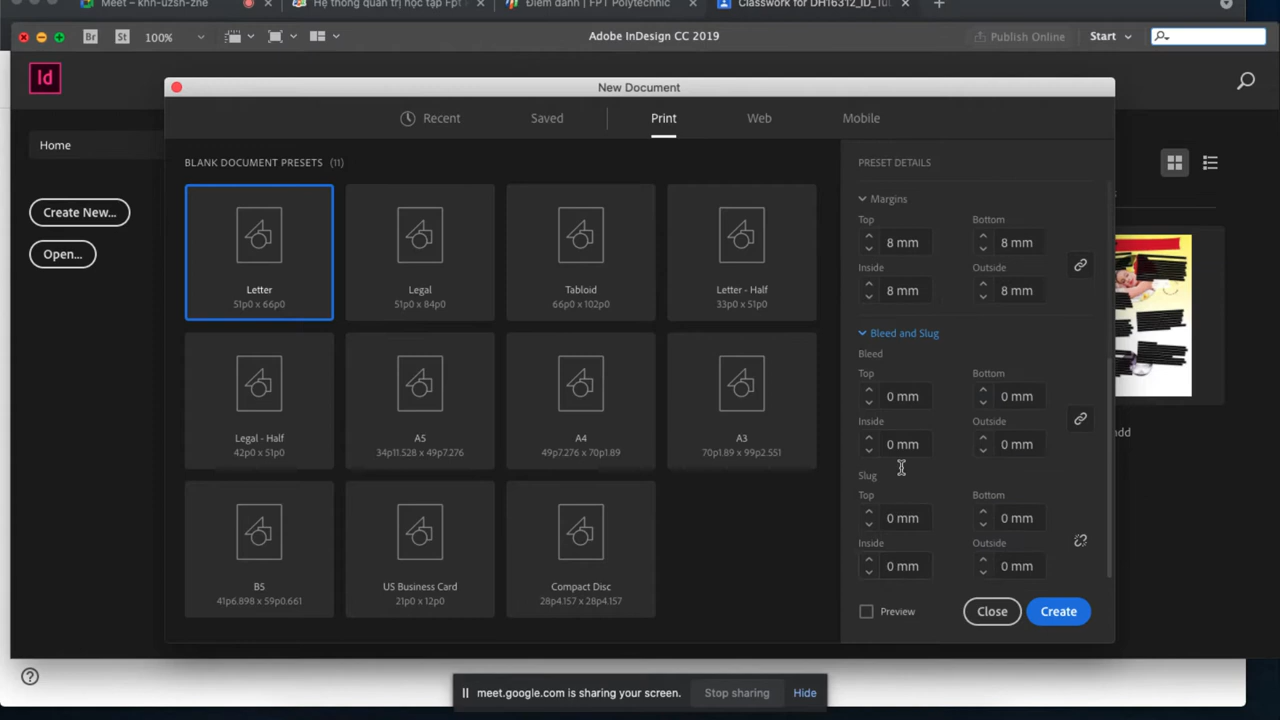 Meet – khh-uzsh-zne
Hệ thống quản trị học tập Fpt
Điểm danh | FPT Polytechnic
Classwork for DH16312_ID_Tu
Br
St
100%
Adobe InDesign CC 2019
Publish Online
Start
Id
New Document
Recent
Saved
Print
Web
Mobile
Home
Create New...
Open...
BLANK DOCUMENT PRESETS (11)
Letter
51p0 x 66p0
Legal
51p0 x 84p0
Tabloid
66p0 x 102p0
Letter - Half
33p0 x 51p0
Legal - Half
42p0 x 51p0
A5
34p11.528 x 49p7.276
A4
49p7.276 x 70p1.89
A3
70p1.89 x 99p2.551
B5
41p6.898 x 59p0.661
US Business Card
21p0 x 12p0
Compact Disc
28p4.157 x 28p4.157
PRESET DETAILS
Margins
Top
Bottom
8 mm
8 mm
Inside
Outside
8 mm
8 mm
Bleed and Slug
Bleed
Top
Bottom
0 mm
0 mm
Inside
Outside
0 mm
0 mm
Slug
Top
Bottom
0 mm
0 mm
Inside
Outside
0 mm
0 mm
Preview
Close
Create
meet.google.com is sharing your screen.
Stop sharing
Hide